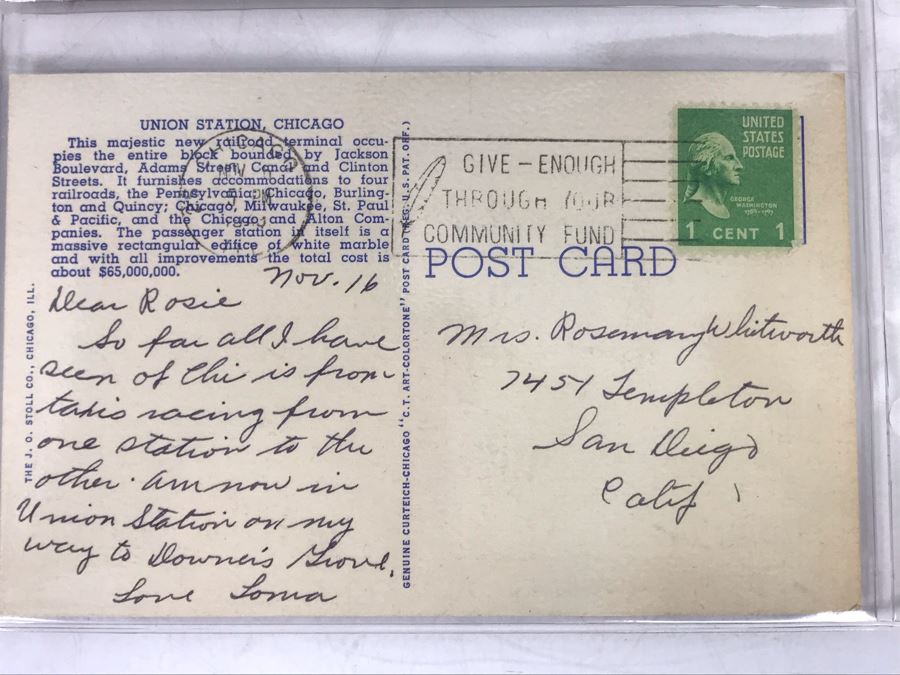 UNION STATION, CHICAGO
This majestic new railroad terminal occu-
pies the entire block bounded by Jackson
Boulevard, Adams Street, Canal and Clinton
Streets. It furnishes accommodations to four
railroads, the Pennsylvania; Chicago, Burling-
ton and Quincy; Chicago, Milwaukee, St. Paul
& Pacific, and the Chicago and Alton Com-
panies. The passenger station in itself is a
massive rectangular edifice of white marble
and with all improvements the total cost is
about $65,000,000.
Nov. 16
Dear Rosie
So far all I have
seen of Chi is from
taxis racing from
one station to the
other. Am now in
Union Station on my
way to Downer's Grove.
Love Loma
THE J. O. STOLL CO., CHICAGO, ILL.
GENUINE CURTEICH-CHICAGO "C.T. ART-COLORTONE" POST CARD (REG. U.S. PAT. OFF.)
CHICAGO
NOV
GIVE - ENOUGH
THROUGH YOUR
COMMUNITY FUND
UNITED
STATES
POSTAGE
GEORGE
WASHINGTON
1 CENT 1
POST CARD
Mrs. Rosemary Whitworth
7451 Templeton
San Diego
Calif